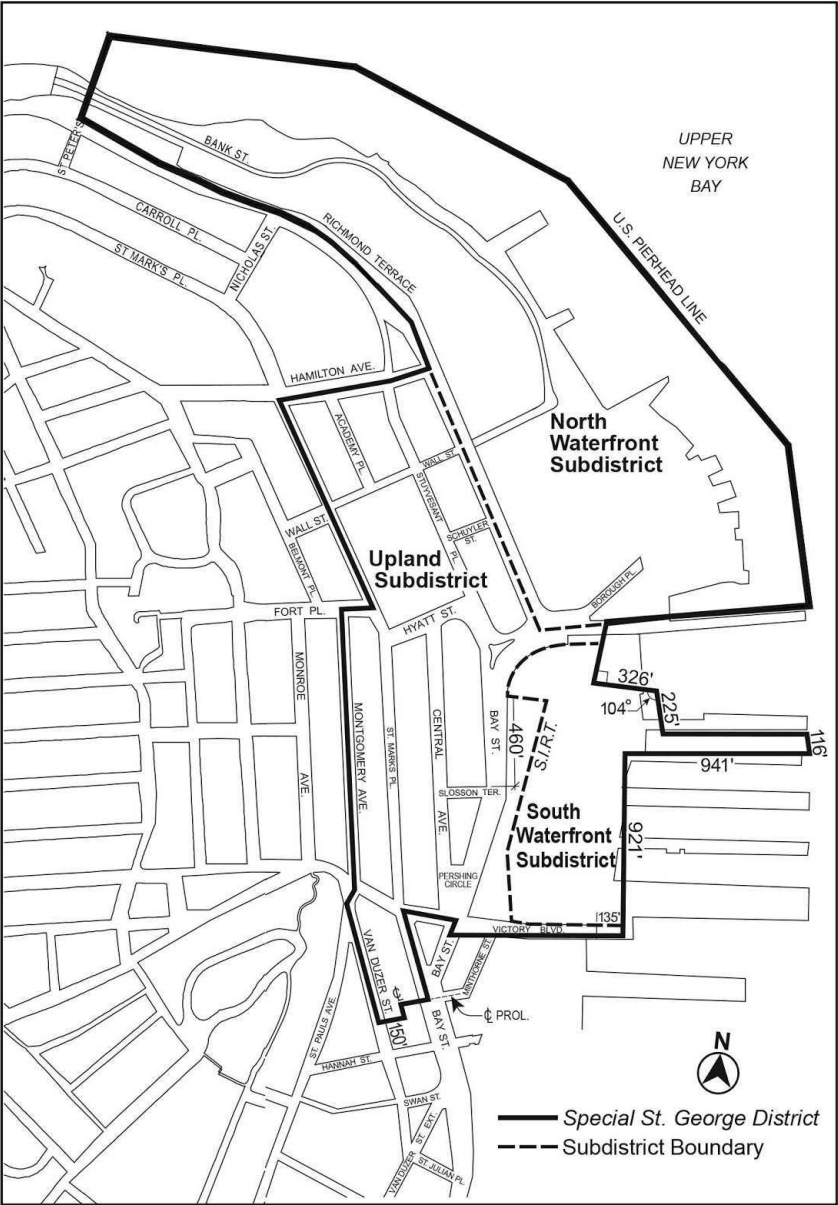 UPPER
NEW YORK
BAY
ST. PETER'S
BANK ST.
CARROLL PL.
ST MARK'S PL.
NICHOLAS ST.
RICHMOND TERRACE
U.S. PIERHEAD LINE
HAMILTON AVE.
ACADEMY PL.
North
Waterfront
Subdistrict
WALL ST.
STUYVESANT
PL.
SCHUYLER
ST.
WALL ST.
BELMONT PL.
Upland
Subdistrict
BOROUGH PL.
FORT PL.
HYATT ST.
MONROE
AVE.
MONTGOMERY AVE.
ST. MARKS PL.
CENTRAL
AVE.
BAY ST.
460'
S.I.R.T.
326'
104°
225'
116'
941'
SLOSSON TER.
South
Waterfront
Subdistrict
921'
PERSHING
CIRCLE
135'
VICTORY BLVD.
VAN DUZER ST.
BAY ST.
MINTHORNE ST.
℄ PROL.
150'
BAY ST.
ST. PAULS AVE.
HANNAH ST.
SWAN ST.
VAN DUZER ST. EXT.
ST. JULIAN PL.
N
Special St. George District
Subdistrict Boundary